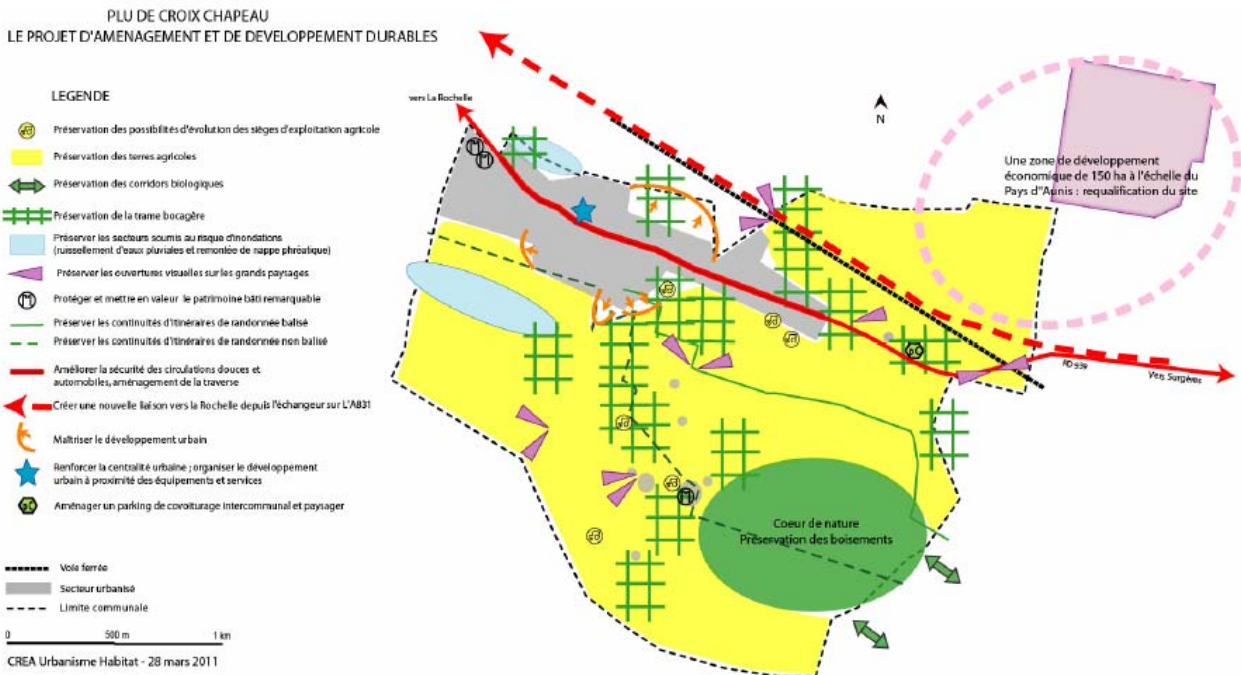 PLU DE CROIX CHAPEAU
LE PROJET D'AMENAGEMENT ET DE DEVELOPPEMENT DURABLES
LEGENDE
Préservation des possibilités d'évolution des sièges d'exploitation agricole
Préservation des terres agricoles
Préservation des corridors biologiques
Préservation de la trame bocagère
Préserver les secteurs soumis au risque d'inondations
(ruissellement d'eaux pluviales et remontée de nappe phréatique)
Préserver les ouvertures visuelles sur les grands paysages
Protéger et mettre en valeur le patrimoine bâti remarquable
Préserver les continuités d'itinéraires de randonnée balisé
Préserver les continuités d'itinéraires de randonnée non balisé
Améliorer la sécurité des circulations douces et
automobiles, aménagement de la traverse
Créer une nouvelle liaison vers la Rochelle depuis l'échangeur sur L'A831
Maîtriser le développement urbain
Renforcer la centralité urbaine ; organiser le développement
urbain à proximité des équipements et services
Aménager un parking de covoiturage intercommunal et paysager
Voie ferrée
Secteur urbanisé
Limite communale
0 500 m 1 km
CREA Urbanisme Habitat - 28 mars 2011
vers La Rochelle
N
Une zone de développement
économique de 150 ha à l'échelle du
Pays d"Aunis : requalification du site
RD 939
Vers Surgères
Coeur de nature
Préservation des boisements